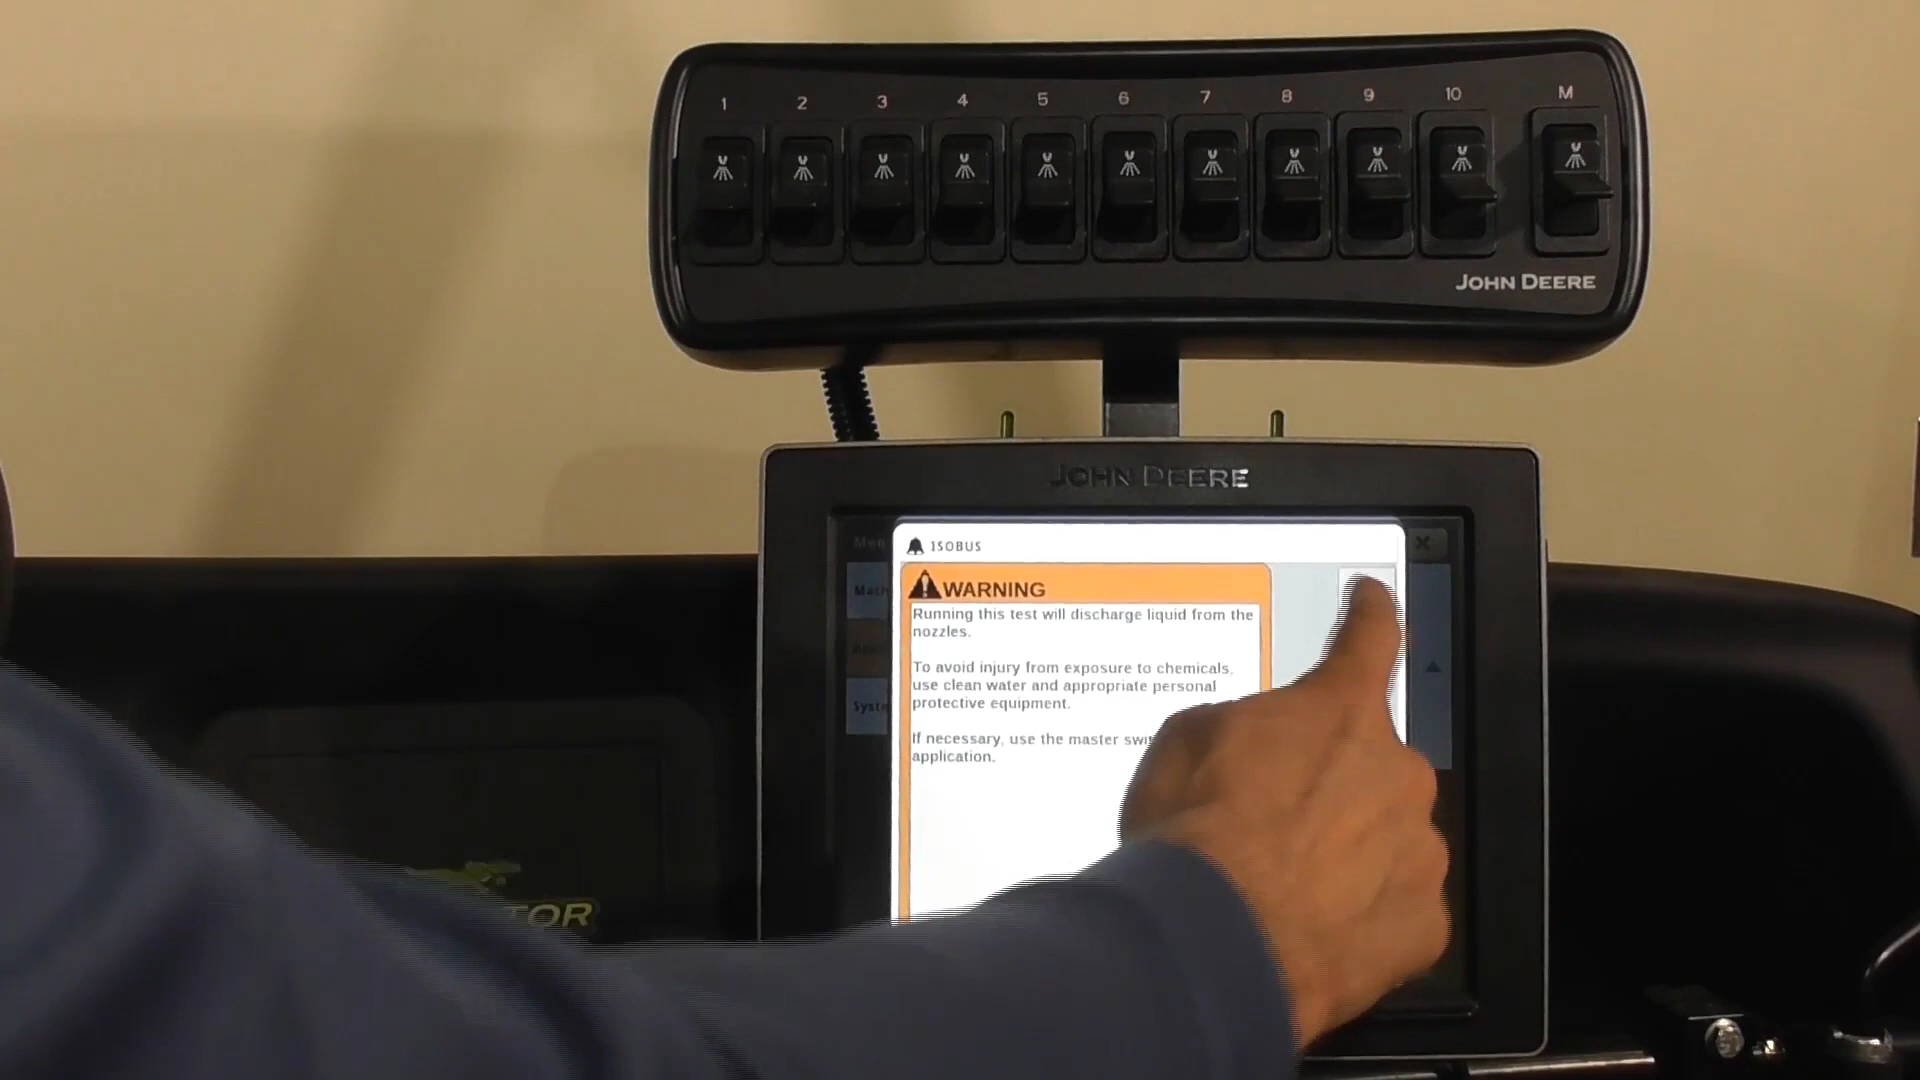 1 2 3 4 5 6 7 8 9 10 M
JOHN DEERE
JOHN DEERE
ISOBUS
WARNING
Running this test will discharge liquid from the
nozzles.
To avoid injury from exposure to chemicals,
use clean water and appropriate personal
protective equipment.
If necessary, use the master
application.